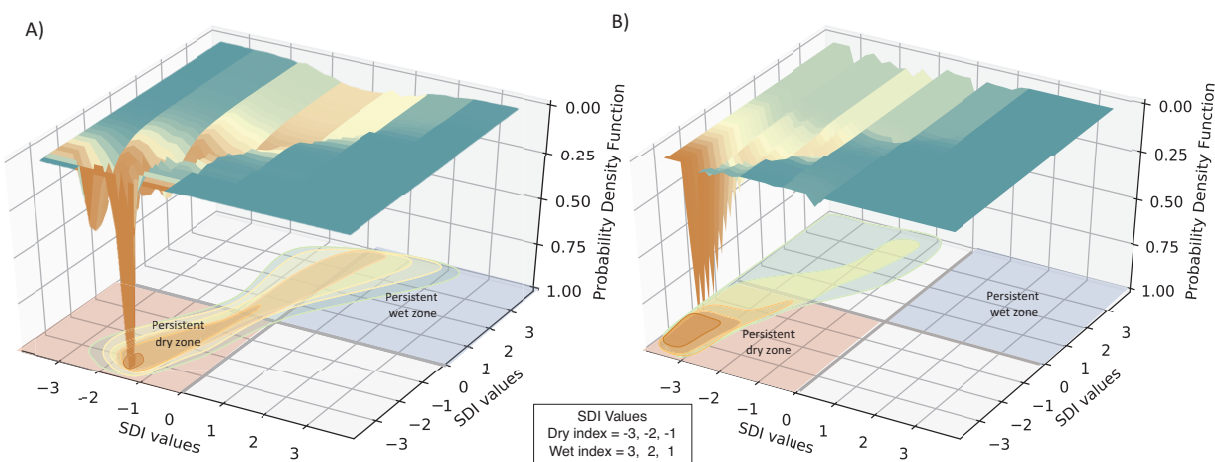 A)
B)
0.00
0.25
0.50
0.75
1.00
Probability Density Function
0.00
0.25
0.50
0.75
1.00
Probability Density Function
Persistent
wet zone
Persistent
dry zone
Persistent
wet zone
Persistent
dry zone
−3
−2
−1
0
1
2
3
SDI values
−3
−2
−1
0
1
2
3
SDI values
−3
−2
−1
0
1
2
3
SDI values
−3
−2
−1
0
1
2
3
SDI values
SDI Values
Dry index = -3, -2, -1
Wet index = 3, 2, 1